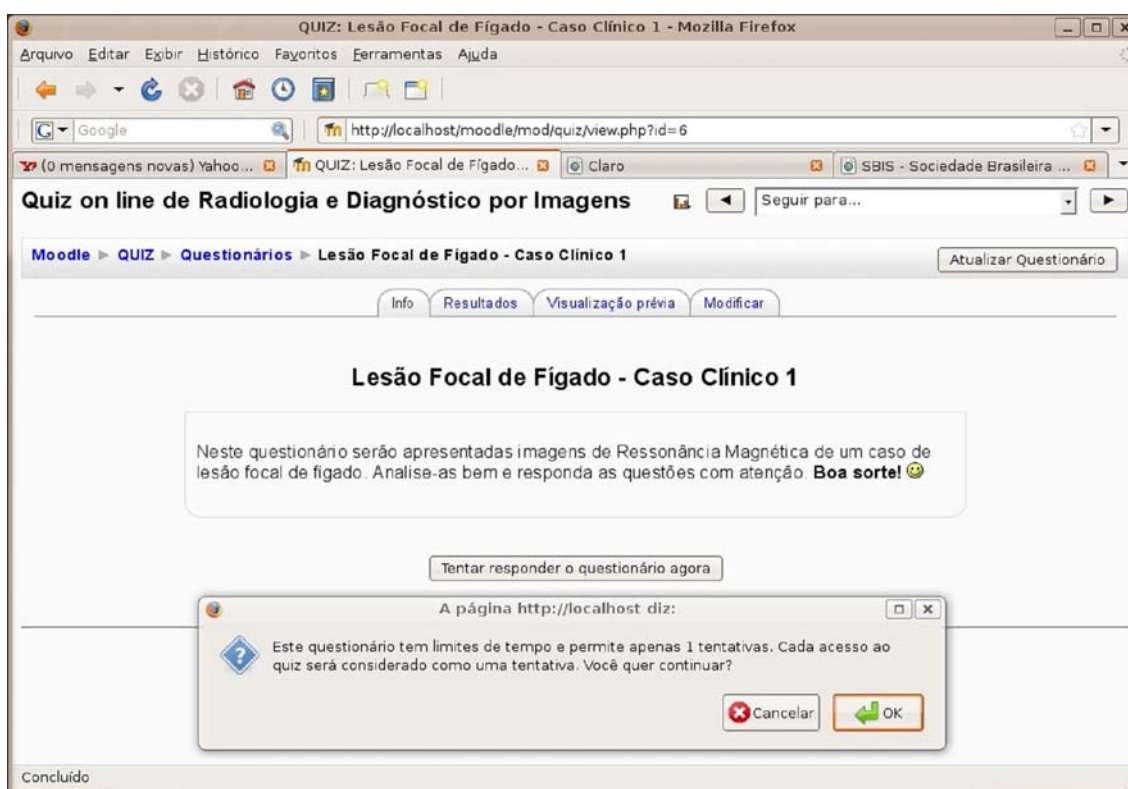 QUIZ: Lesão Focal de Fígado - Caso Clínico 1 - Mozilla Firefox
Arquivo Editar Exibir Histórico Favoritos Ferramentas Ajuda
Google http://localhost/moodle/mod/quiz/view.php?id=6
(0 mensagens novas) Yahoo... QUIZ: Lesão Focal de Fígado... Claro SBIS - Sociedade Brasileira ...
Quiz on line de Radiologia e Diagnóstico por Imagens Seguir para...
Moodle ► QUIZ ► Questionários ► Lesão Focal de Fígado - Caso Clínico 1 Atualizar Questionário
Info Resultados Visualização prévia Modificar
Lesão Focal de Fígado - Caso Clínico 1
Neste questionário serão apresentadas imagens de Ressonância Magnética de um caso de
lesão focal de fígado. Analise-as bem e responda as questões com atenção. Boa sorte!
Tentar responder o questionário agora
A página http://localhost diz:
Este questionário tem limites de tempo e permite apenas 1 tentativas. Cada acesso ao
quiz será considerado como uma tentativa. Você quer continuar?
Cancelar OK
Concluído